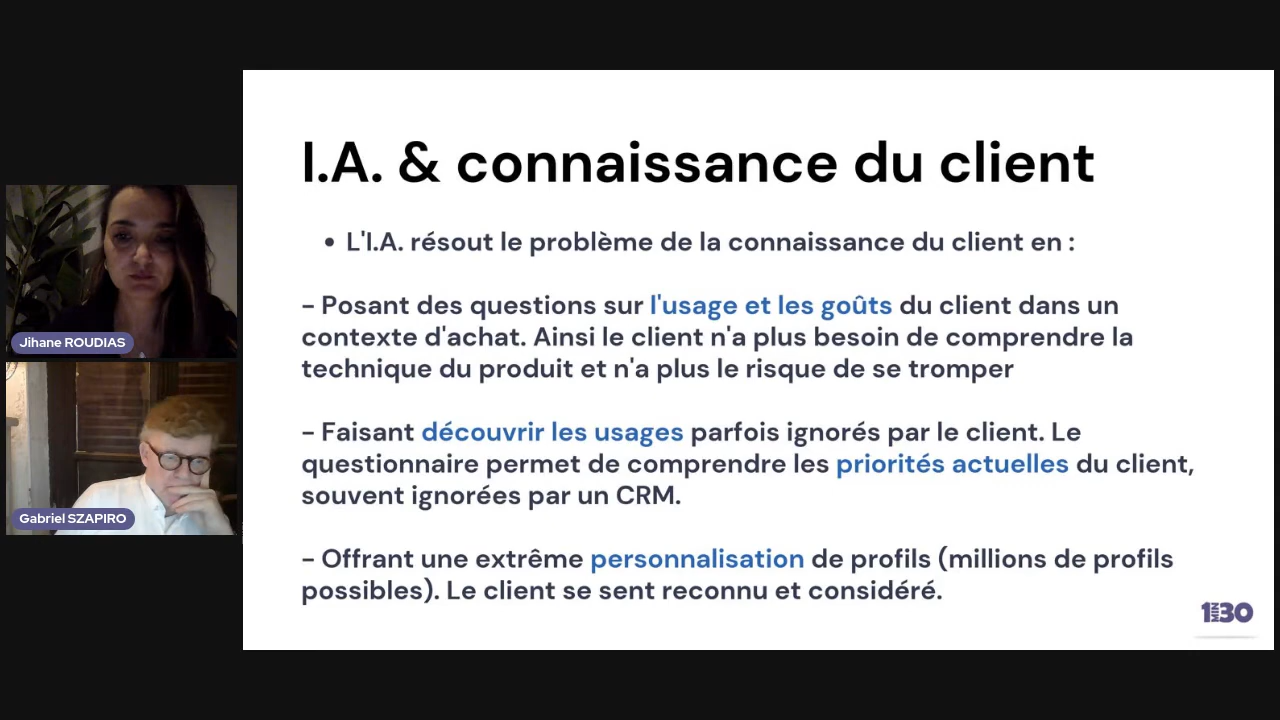 I.A. & connaissance du client
• L'I.A. résout le problème de la connaissance du client en :
- Posant des questions sur l'usage et les goûts du client dans un
contexte d'achat. Ainsi le client n'a plus besoin de comprendre la
technique du produit et n'a plus le risque de se tromper
- Faisant découvrir les usages parfois ignorés par le client. Le
questionnaire permet de comprendre les priorités actuelles du client,
souvent ignorées par un CRM.
- Offrant une extrême personnalisation de profils (millions de profils
possibles). Le client se sent reconnu et considéré.
1MIN30
Jihane ROUDIAS
Gabriel SZAPIRO